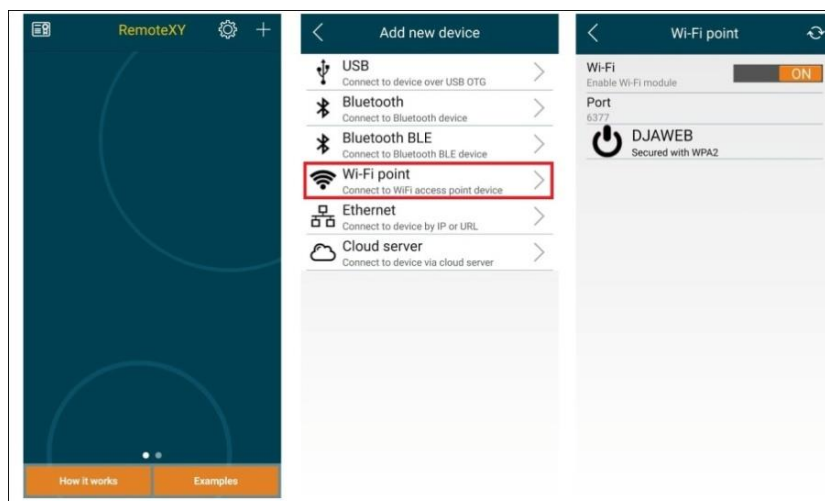 RemoteXY
How it works
Examples
Add new device
USB
Connect to device over USB OTG
Bluetooth
Connect to Bluetooth device
Bluetooth BLE
Connect to Bluetooth BLE device
Wi-Fi point
Connect to WiFi access point device
Ethernet
Connect to device by IP or URL
Cloud server
Connect to device via cloud server
Wi-Fi point
Wi-Fi
Enable Wi-Fi module
ON
Port
6377
DJAWEB
Secured with WPA2